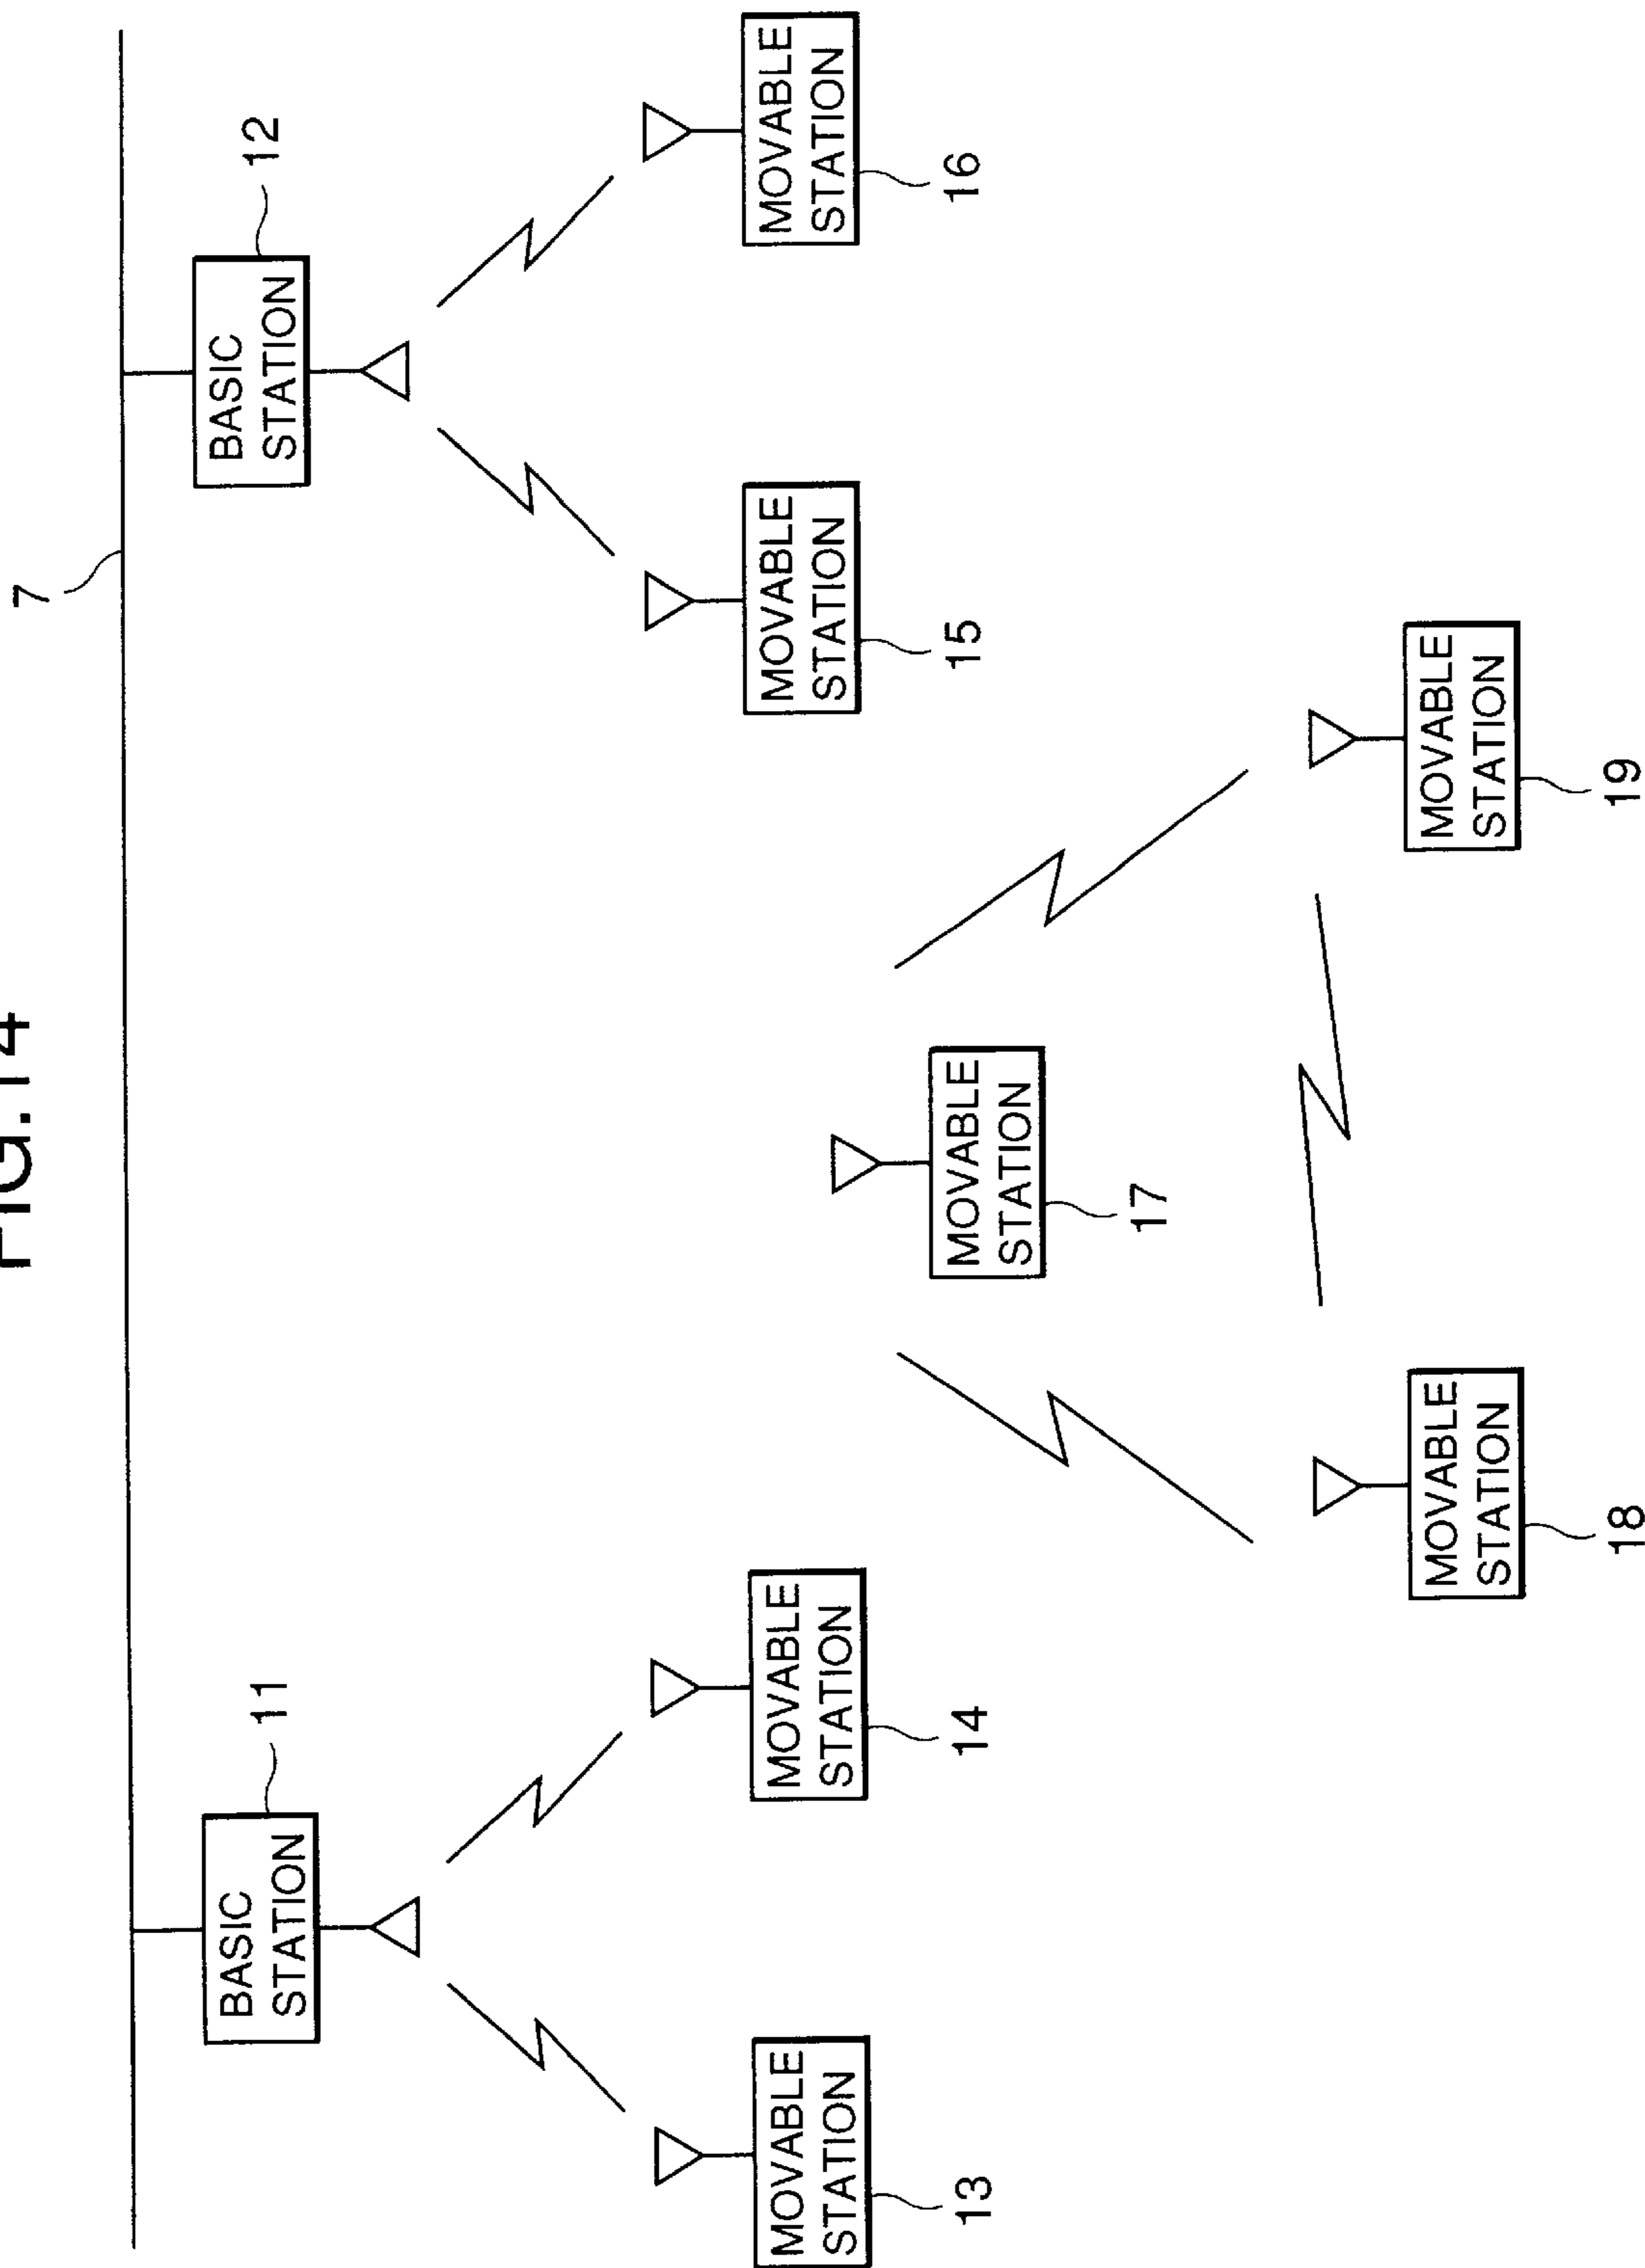 FIG.14
7
BASIC
STATION
11
BASIC
STATION
12
MOVABLE
STATION
13
MOVABLE
STATION
14
MOVABLE
STATION
15
MOVABLE
STATION
16
MOVABLE
STATION
17
MOVABLE
STATION
18
MOVABLE
STATION
19